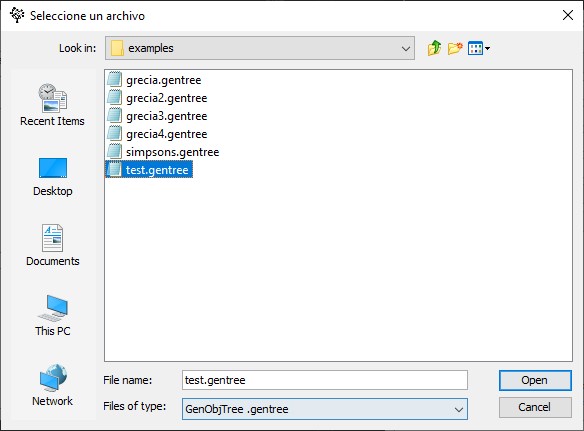 Seleccione un archivo
Look in: examples
Recent Items
Desktop
Documents
This PC
Network
grecia.gentree
grecia2.gentree
grecia3.gentree
grecia4.gentree
simpsons.gentree
test.gentree
File name: test.gentree Open
Files of type: GenObjTree .gentree Cancel